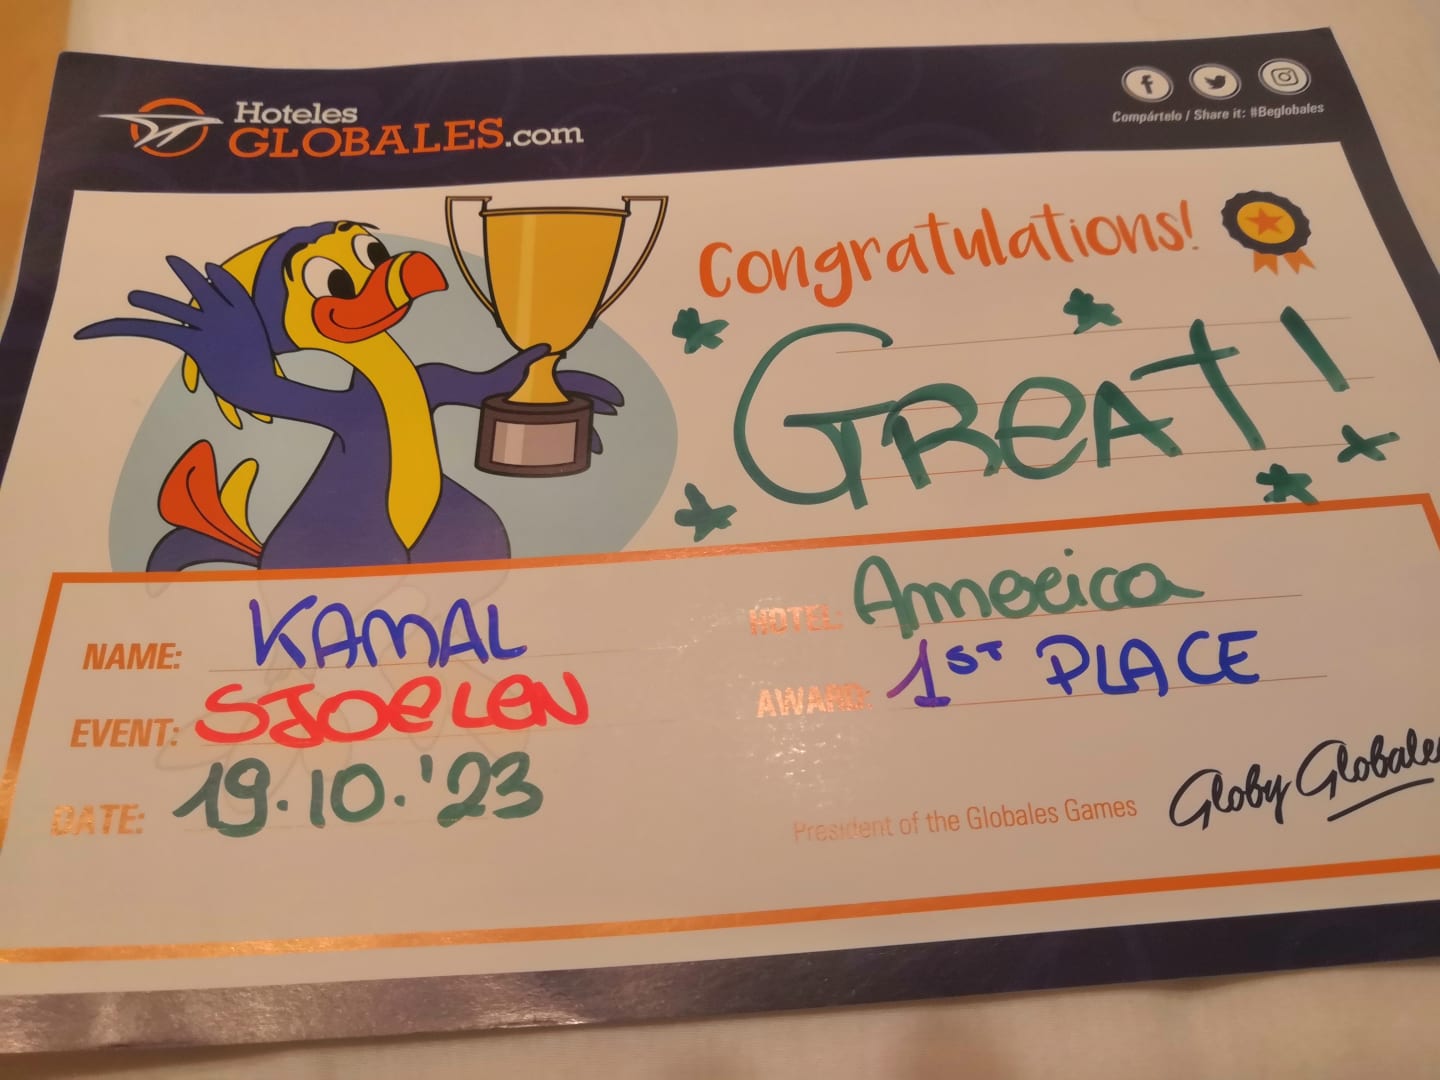 Hoteles
GLOBALES.com
Compártelo / Share it: #Beglobales
Congratulations!
GREAT!
NAME: KAMAL
EVENT: SJOELEN
DATE: 19.10.'23
HOTEL: America
AWARD: 1ST PLACE
President of the Globales Games
Globy Globales